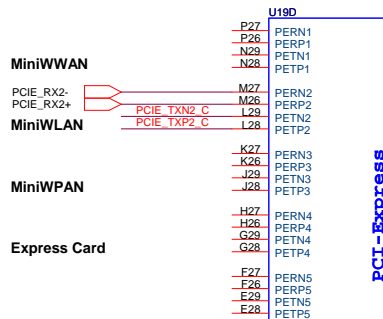 U19D
P27 PERN1
P26 PERP1
N29 PETN1
MiniWWAN N28 PETP1
PCIE_RX2- M27 PERN2
PCIE_RX2+ M26 PERP2
PCIE_TXN2_C L29 PETN2
MiniWLAN PCIE_TXP2_C L28 PETP2
K27 PERN3
K26 PERP3
J29 PETN3
MiniWPAN J28 PETP3
H27 PERN4
H26 PERP4
G29 PETN4
Express Card G28 PETP4
F27 PERN5
F26 PERP5
E29 PETN5
E28 PETP5
PCI-Express